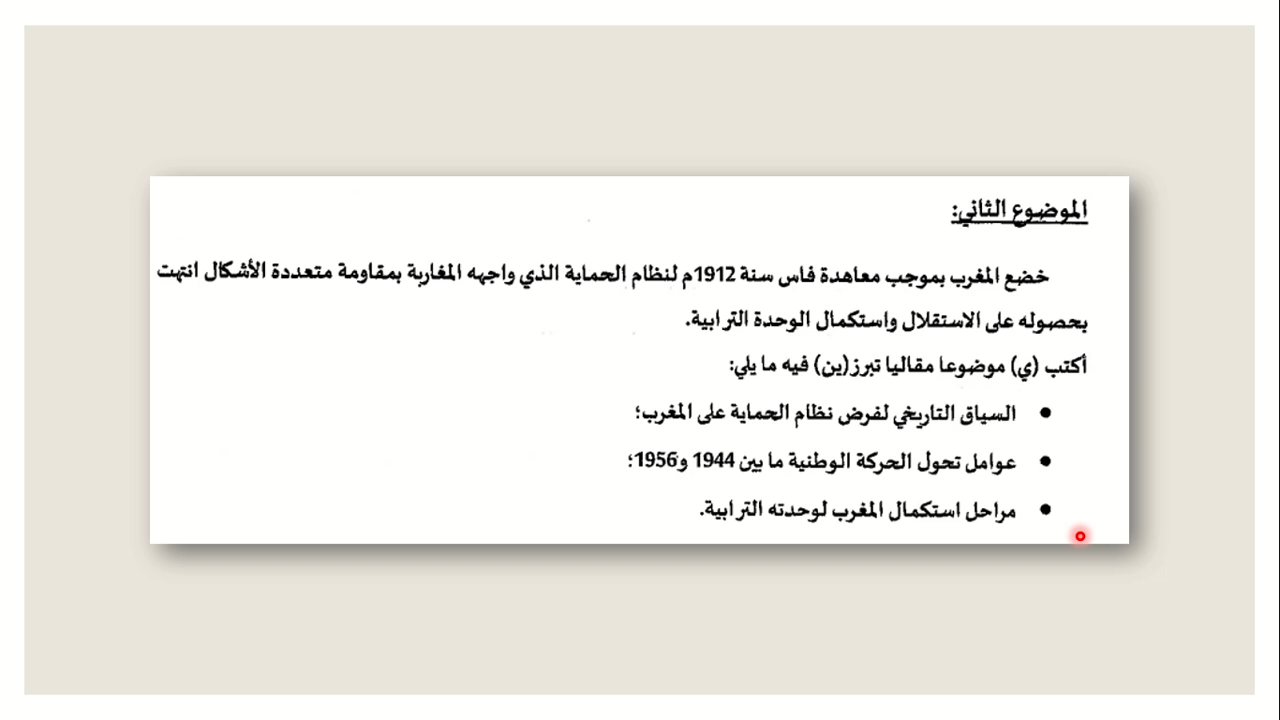 الموضوع الثاني:
خضع المغرب بموجب معاهدة فاس سنة 1912م لنظام الحماية الذي واجهه المغاربة بمقاومة متعددة الأشكال انتهت
بحصوله على الاستقلال واستكمال الوحدة الترابية.
أكتب (ي) موضوعا مقاليا تبرز(ين) فيه ما يلي:
● السياق التاريخي لفرض نظام الحماية على المغرب؛
● عوامل تحول الحركة الوطنية ما بين 1944 و1956؛
● مراحل استكمال المغرب لوحدته الترابية.